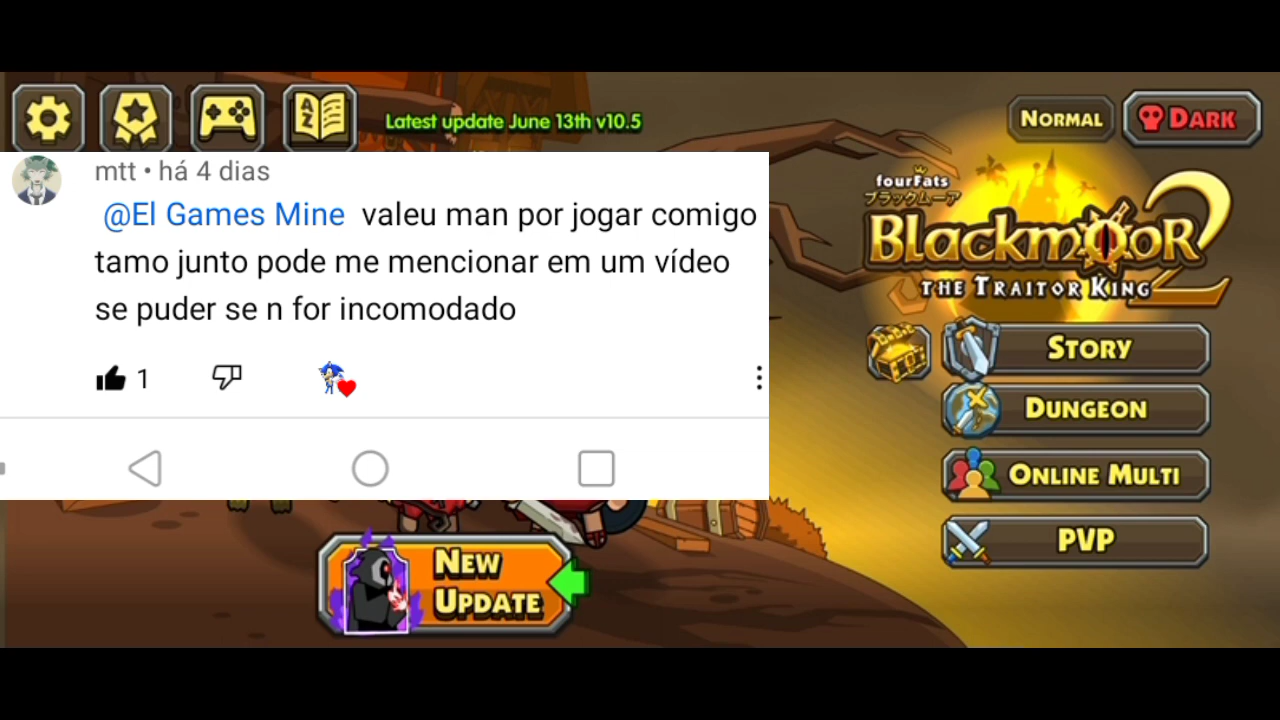 Latest update June 13th v10.5
NORMAL
DARK
mtt • há 4 dias
@El Games Mine valeu man por jogar comigo
tamo junto pode me mencionar em um vídeo
se puder se n for incomodado
1
fourFats
ブラックムーア
BLACKMOOR 2
THE TRAITOR KING
STORY
DUNGEON
ONLINE MULTI
PVP
NEW
UPDATE
A
Z